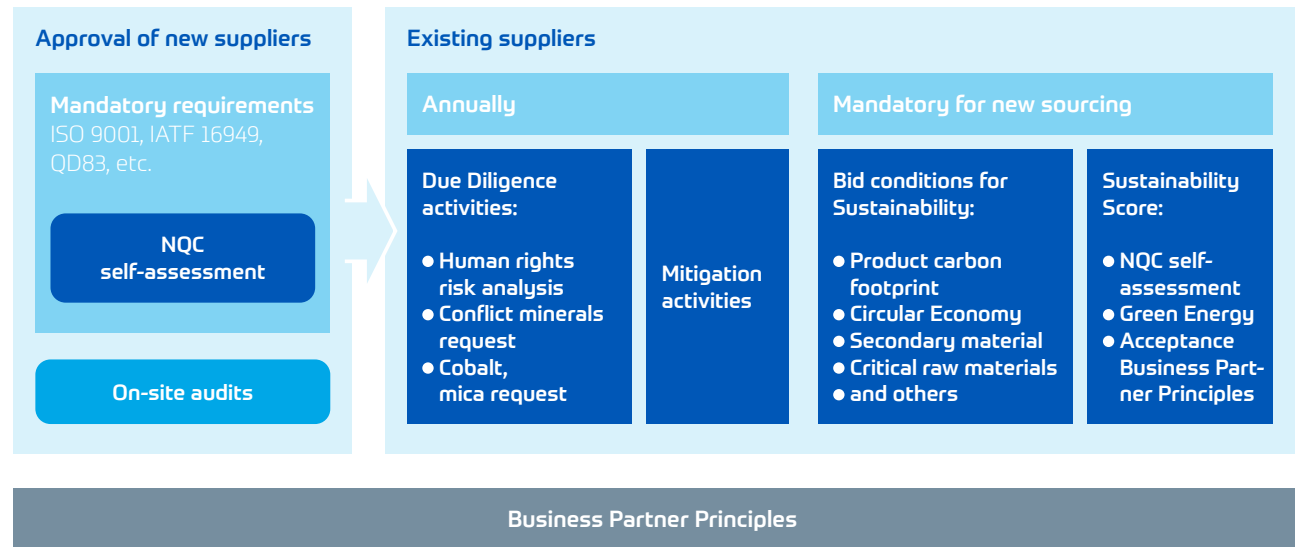 Approval of new suppliers
Mandatory requirements
ISO 9001, IATF 16949,
QD83, etc.
NQC
self-assessment
On-site audits
Existing suppliers
Annually
Due Diligence
activities:
● Human rights
risk analysis
● Conflict minerals
request
● Cobalt,
mica request
Mitigation
activities
Mandatory for new sourcing
Bid conditions for
Sustainability:
● Product carbon
footprint
● Circular Economy
● Secondary material
● Critical raw materials
● and others
Sustainability
Score:
● NQC self-
assessment
● Green Energy
● Acceptance
Business Part-
ner Principles
Business Partner Principles